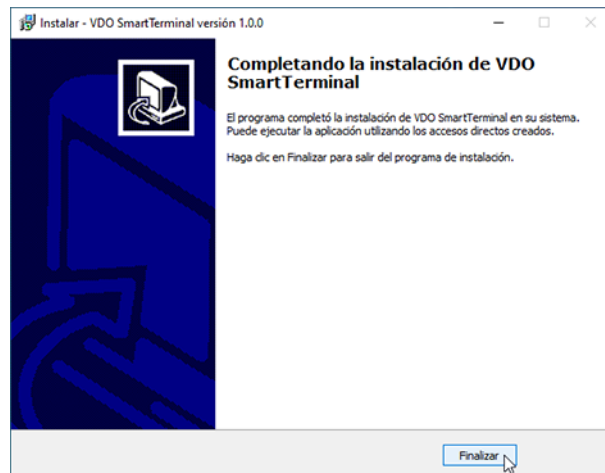 Instalar - VDO SmartTerminal versión 1.0.0
Completando la instalación de VDO
SmartTerminal
El programa completó la instalación de VDO SmartTerminal en su sistema.
Puede ejecutar la aplicación utilizando los accesos directos creados.
Haga clic en Finalizar para salir del programa de instalación.
Finalizar